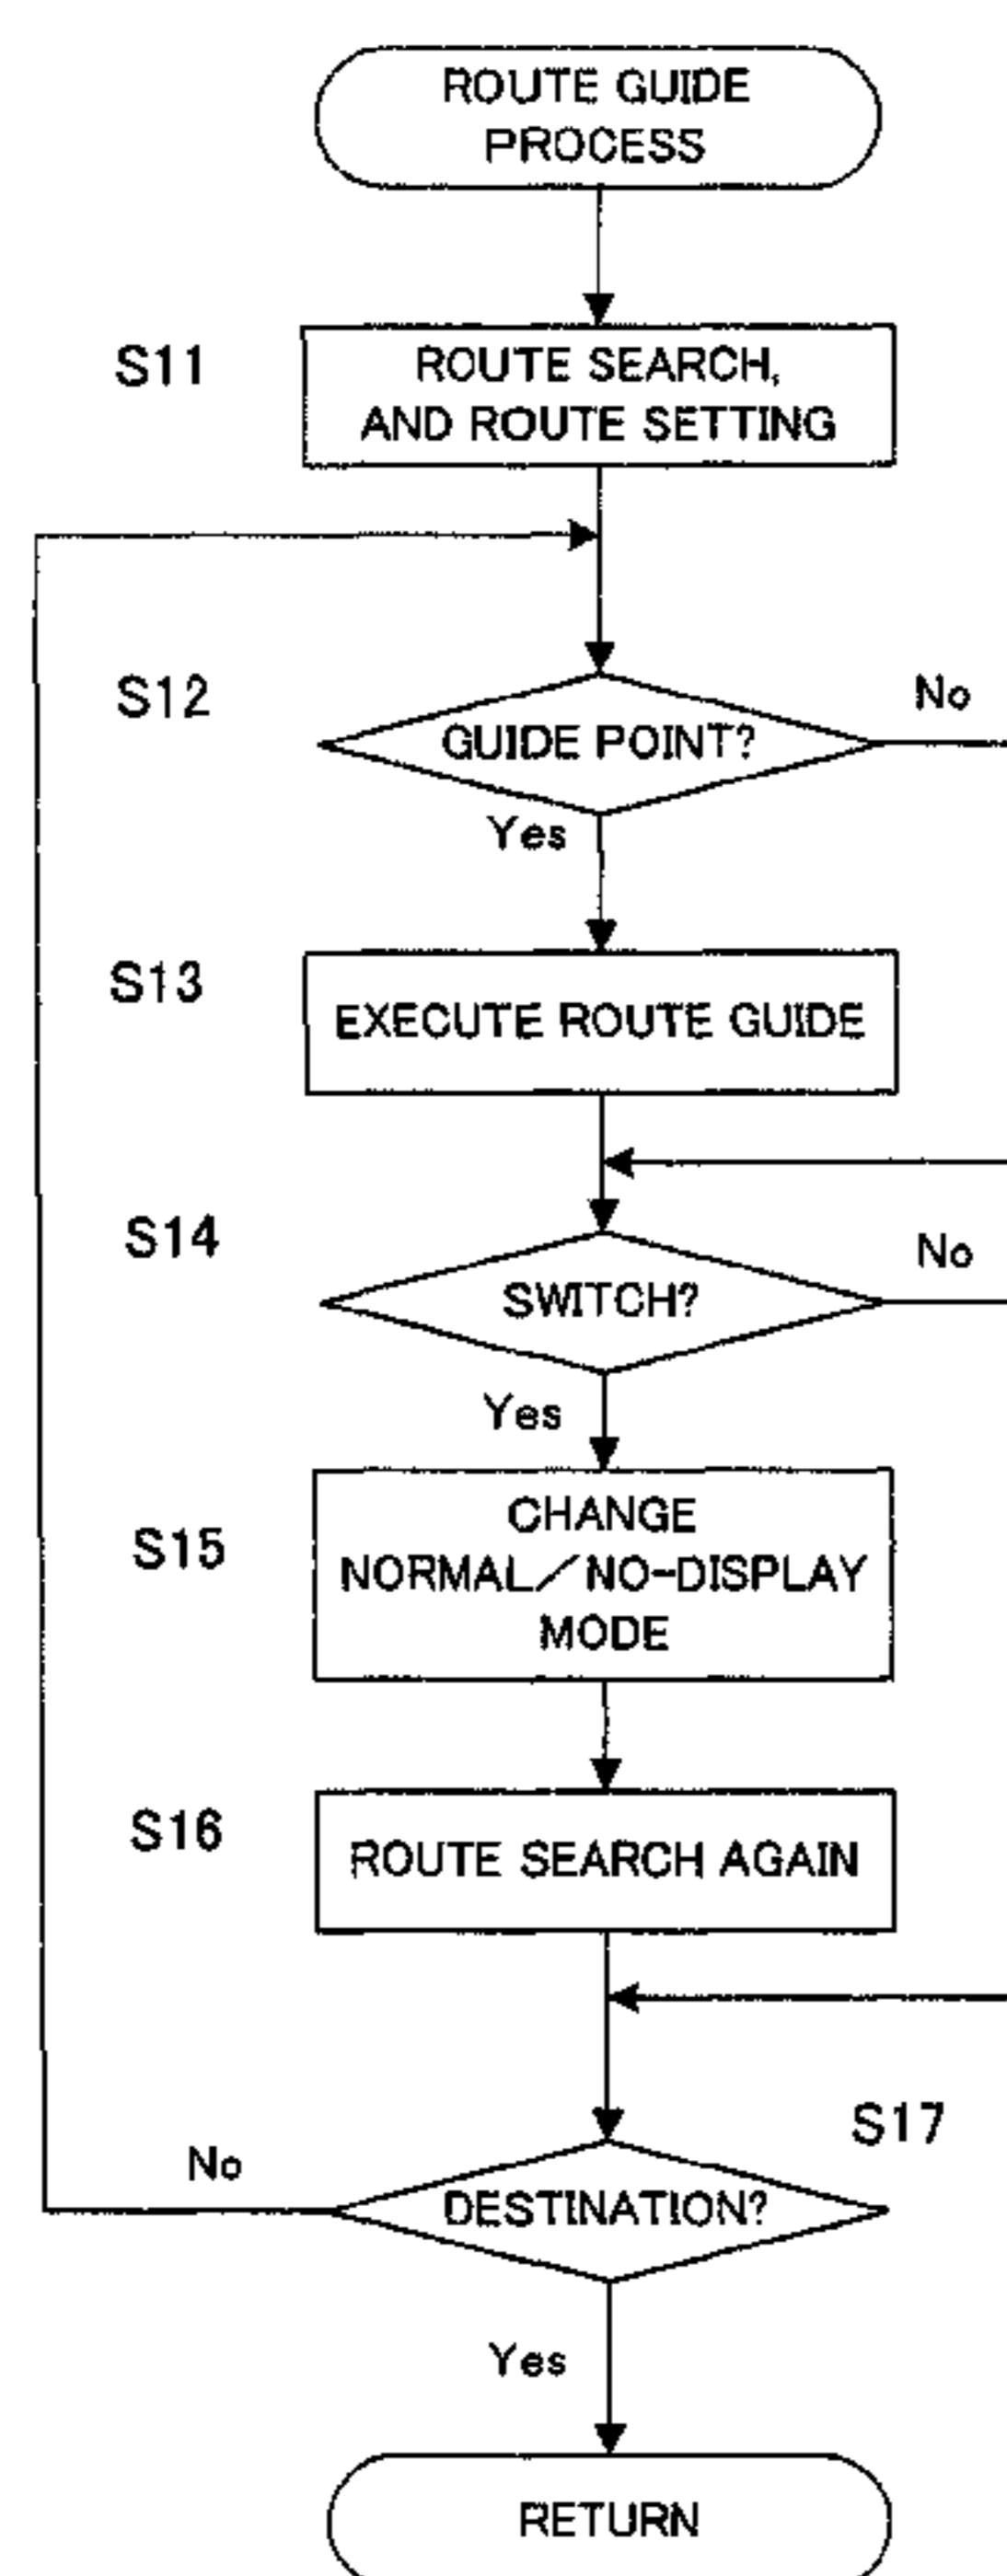 ROUTE GUIDE
PROCESS
S11
ROUTE SEARCH,
AND ROUTE SETTING
S12
GUIDE POINT?
No
Yes
S13
EXECUTE ROUTE GUIDE
S14
SWITCH?
No
Yes
S15
CHANGE
NORMAL/NO-DISPLAY
MODE
S16
ROUTE SEARCH AGAIN
S17
No
DESTINATION?
Yes
RETURN